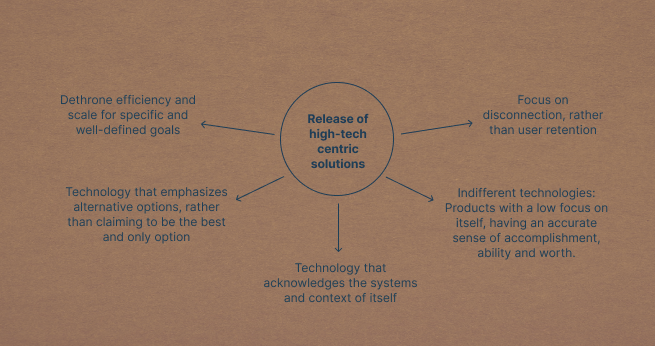 Release of
high-tech
centric
solutions
Dethrone efficiency and
scale for specific and
well-defined goals
Focus on
disconnection, rather
than user retention
Technology that emphasizes
alternative options, rather
than claiming to be the best
and only option
Indifferent technologies:
Products with a low focus on
itself, having an accurate
sense of accomplishment,
ability and worth.
Technology that
acknowledges the systems
and context of itself